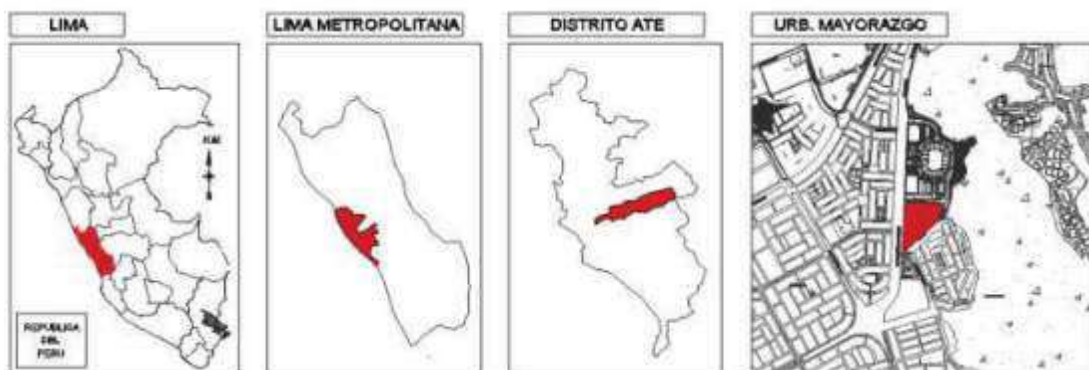 LIMA
LIMA METROPOLITANA
DISTRITO ATE
URB. MAYORAZGO
REPUBLICA
DEL
PERU